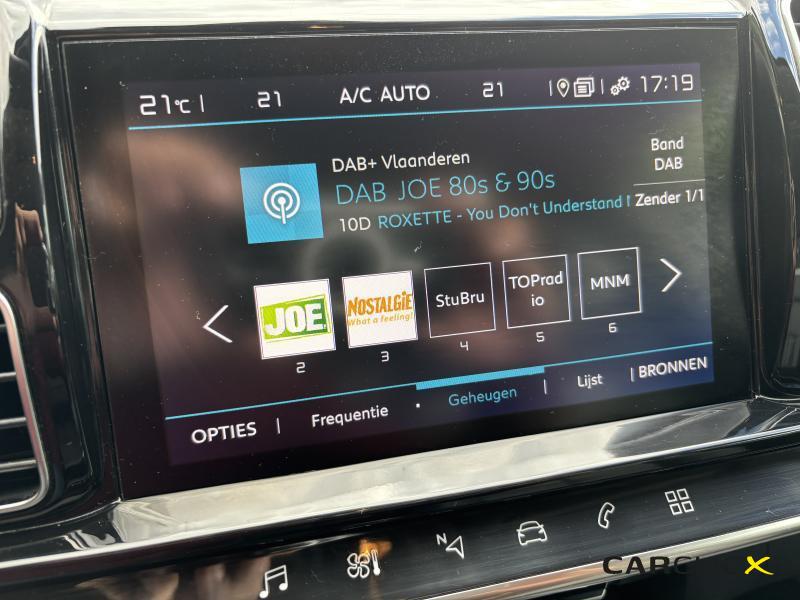 21°C | 21 A/C AUTO 21 17:19
DAB+ Vlaanderen
Band
DAB
DAB JOE 80s & 90s
10D ROXETTE - You Don't Understand
Zender 1/1
JOE
NOSTALGiE
What a feeling!
StuBru
TOPrad
io
MNM
2 3 4 5 6
OPTIES | Frequentie Geheugen | Lijst | BRONNEN
N